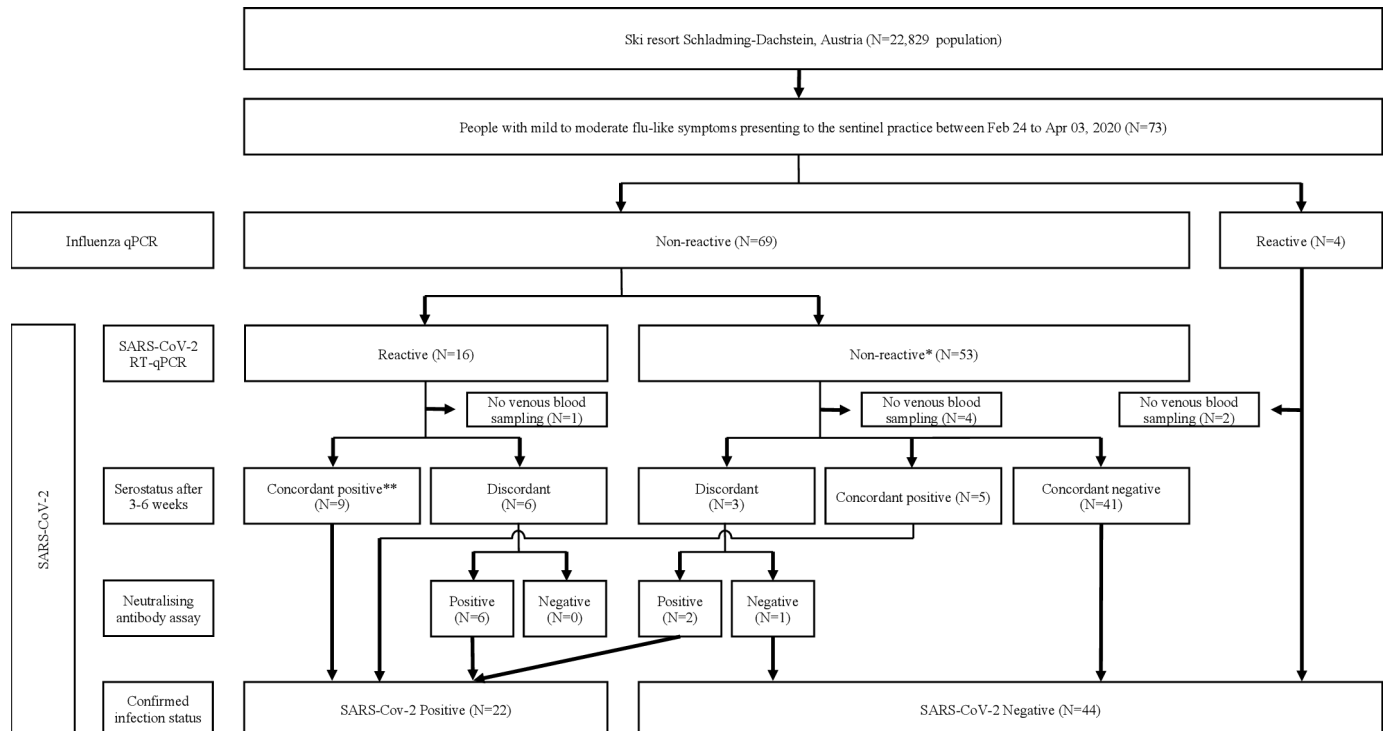 Ski resort Schladming-Dachstein, Austria (N=22,829 population)
People with mild to moderate flu-like symptoms presenting to the sentinel practice between Feb 24 to Apr 03, 2020 (N=73)
Influenza qPCR
Non-reactive (N=69)
Reactive (N=4)
SARS-CoV-2
SARS-CoV-2
RT-qPCR
Reactive (N=16)
Non-reactive* (N=53)
No venous blood
sampling (N=1)
No venous blood
sampling (N=4)
No venous blood
sampling (N=2)
Serostatus after
3-6 weeks
Concordant positive**
(N=9)
Discordant
(N=6)
Discordant
(N=3)
Concordant positive (N=5)
Concordant negative
(N=41)
Neutralising
antibody assay
Positive
(N=6)
Negative
(N=0)
Positive
(N=2)
Negative
(N=1)
Confirmed
infection status
SARS-Cov-2 Positive (N=22)
SARS-CoV-2 Negative (N=44)